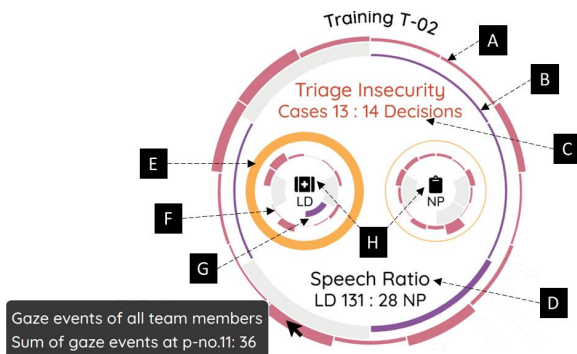 Training T-02
A
B
Triage Insecurity
Cases 13 : 14 Decisions
C
E
LD
NP
F
H
G
Speech Ratio
LD 131 : 28 NP
D
Gaze events of all team members
Sum of gaze events at p-no.11: 36